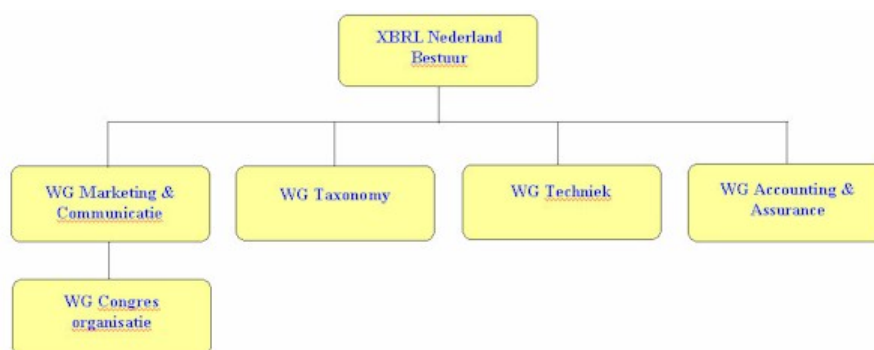 XBRL Nederland
Bestuur
WG Marketing &
Communicatie
WG Taxonomy
WG Techniek
WG Accounting &
Assurance
WG Congres
organisatie